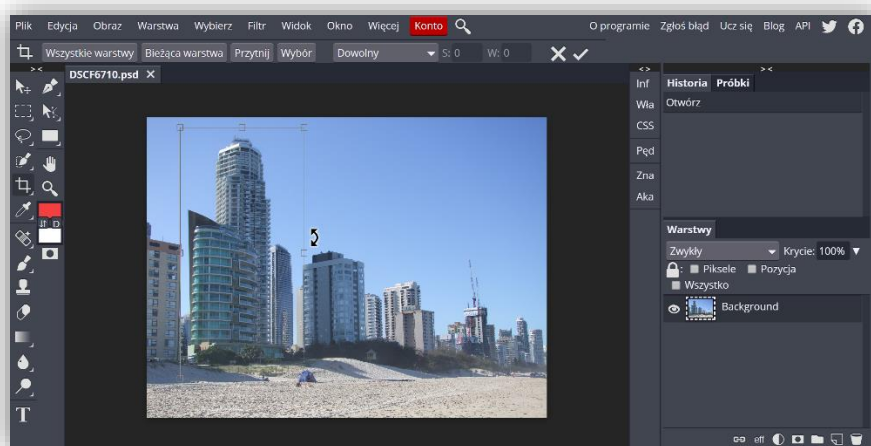 Plik Edycja Obraz Warstwa Wybierz Filtr Widok Okno Więcej Konto O programie Zgłoś błąd Ucz się Blog API
Wszystkie warstwy Bieżąca warstwa Przytnij Wybór Dowolny S: 0 W: 0
DSCF6710.psd
Inf
Wła
CSS
Pęd
Zna
Aka
Historia Próbki
Otwórz
Warstwy
Zwykły Krycie: 100%
Piksele Pozycja
Wszystko
Background
D
T
eff